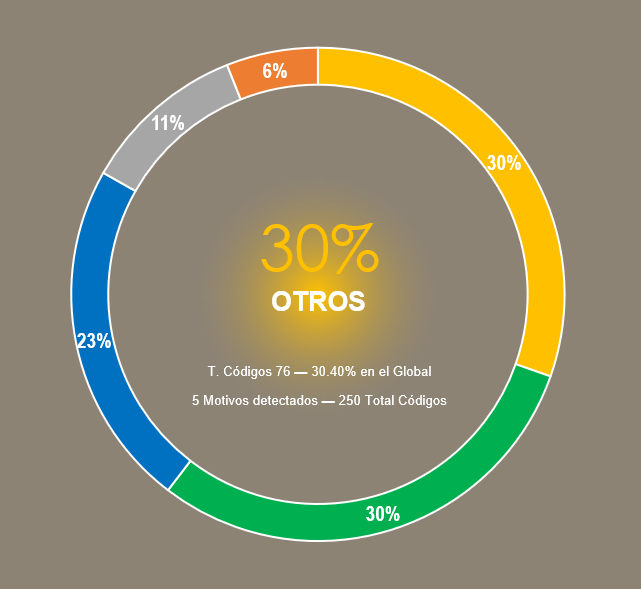 6%
11%
30%
30%
OTROS
23%
T. Códigos 76 — 30.40% en el Global
5 Motivos detectados — 250 Total Códigos
30%